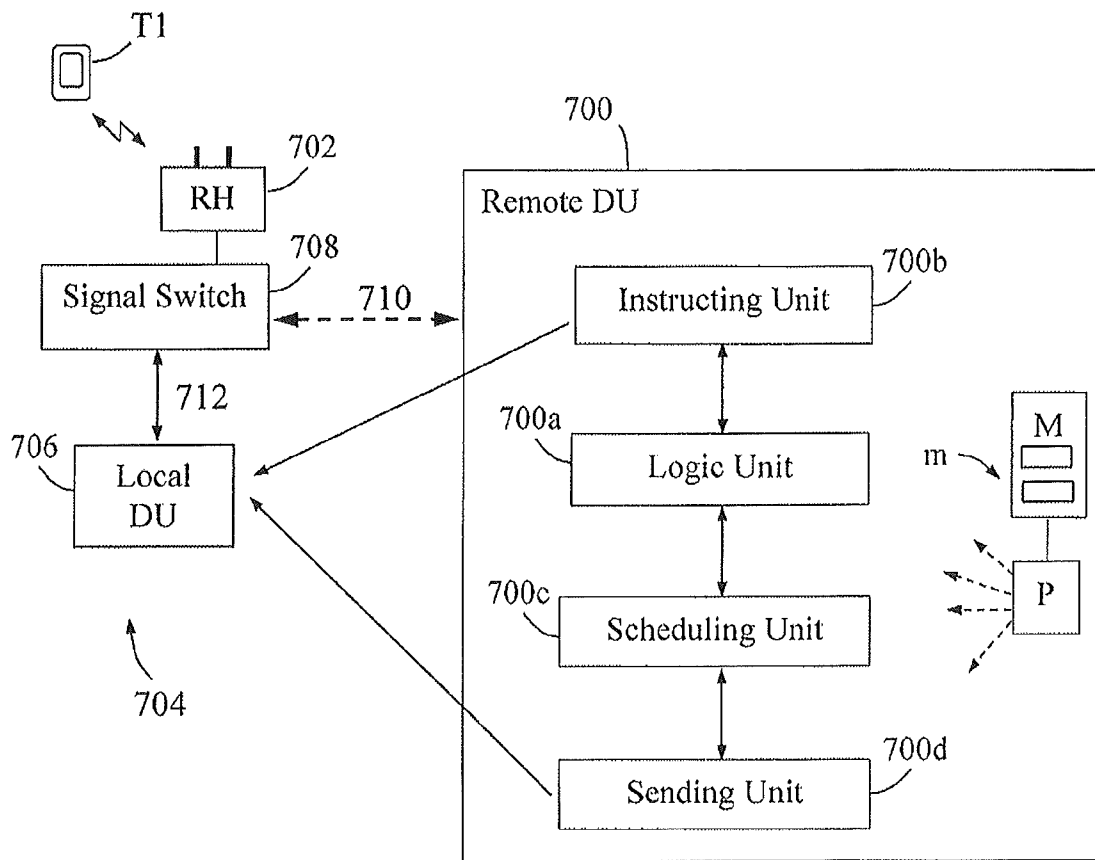 T1
700
702
RH
Remote DU
708
700b
Signal Switch
710
Instructing Unit
712
700a
M
706
Local
DU
Logic Unit
m
700c
P
Scheduling Unit
704
700d
Sending Unit